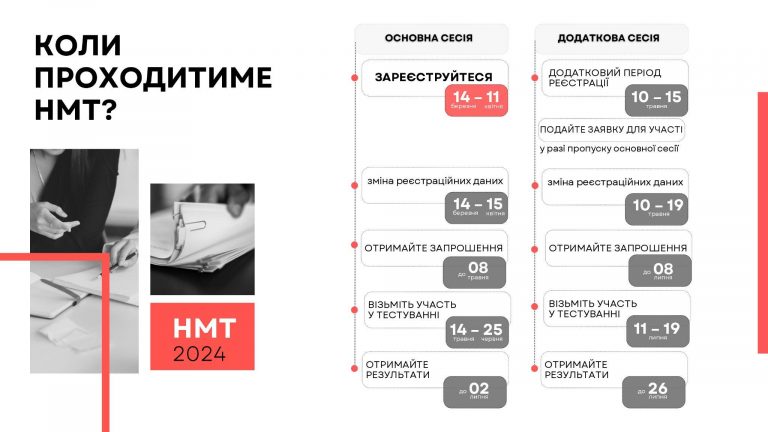 КОЛИ
ПРОХОДИТИМЕ
НМТ?
НМТ
2024
ОСНОВНА СЕСІЯ
ЗАРЕЄСТРУЙТЕСЯ
14 – 11
березня квітня
зміна реєстраційних даних
14 – 15
березня квітня
ОТРИМАЙТЕ ЗАПРОШЕННЯ
до 08
травня
ВІЗЬМІТЬ УЧАСТЬ
У ТЕСТУВАННІ
14 – 25
травня червня
ОТРИМАЙТЕ
РЕЗУЛЬТАТИ
до 02
липня
ДОДАТКОВА СЕСІЯ
ДОДАТКОВИЙ ПЕРІОД
РЕЄСТРАЦІЇ
10 – 15
травня
ПОДАЙТЕ ЗАЯВКУ ДЛЯ УЧАСТІ
у разі пропуску основної сесії
зміна реєстраційних даних
10 – 19
травня
ОТРИМАЙТЕ ЗАПРОШЕННЯ
до 08
липня
ВІЗЬМІТЬ УЧАСТЬ
У ТЕСТУВАННІ
11 – 19
липня
ОТРИМАЙТЕ
РЕЗУЛЬТАТИ
до 26
липня